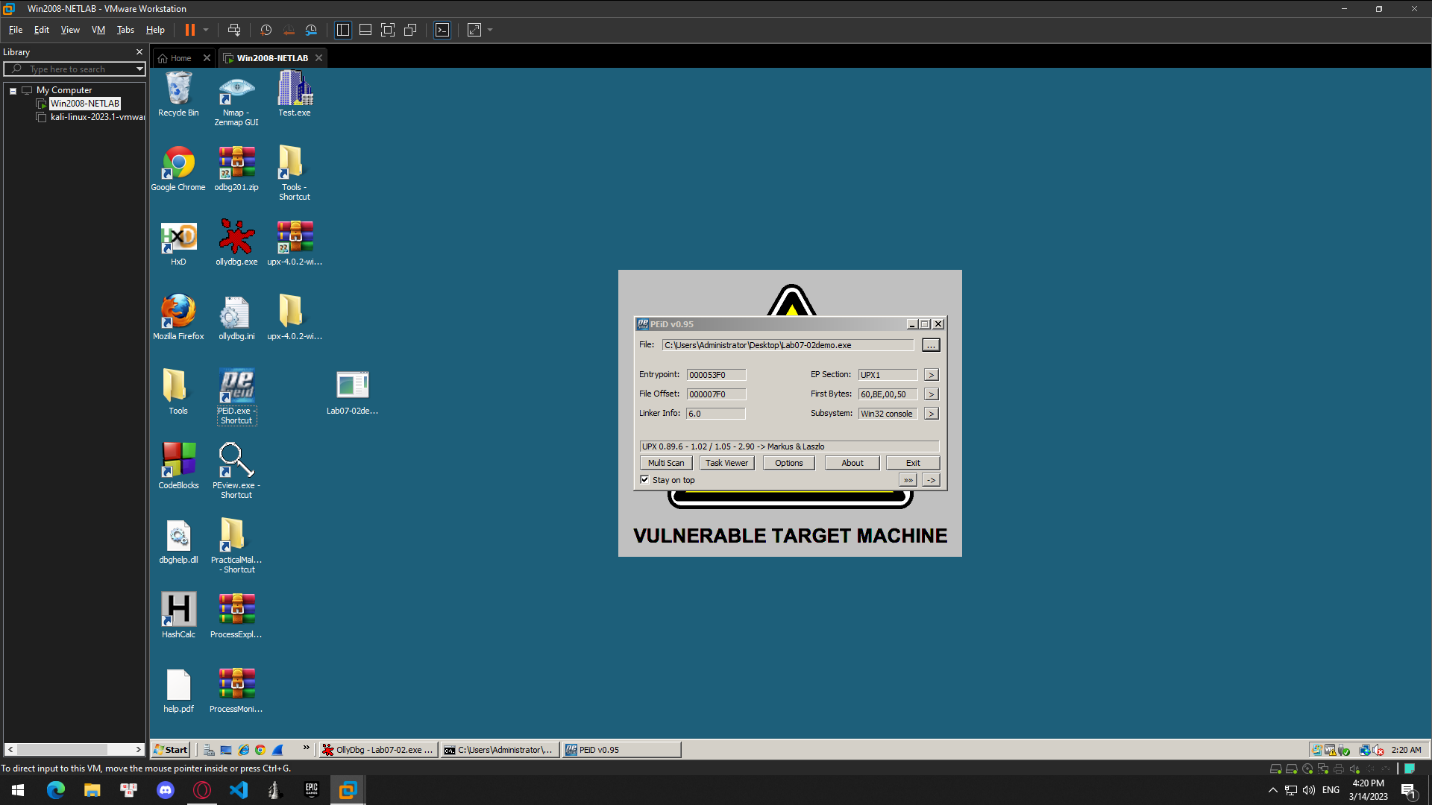 Win2008-NETLAB - VMware Workstation
File Edit View VM Tabs Help
Library
Type here to search
My Computer
Win2008-NETLAB
kali-linux-2023.1-vmwar
Home
Win2008-NETLAB
Recycle Bin
Nmap -
Zenmap GUI
Test.exe
Google Chrome
odbg201.zip
Tools -
Shortcut
HxD
ollydbg.exe
upx-4.0.2-wi...
Mozilla Firefox
ollydbg.ini
upx-4.0.2-wi...
Tools
PEiD.exe -
Shortcut
Lab07-02de...
CodeBlocks
PEview.exe -
Shortcut
dbghelp.dll
PracticalMal...
- Shortcut
HashCalc
ProcessExpl...
help.pdf
ProcessMoni...
PEiD v0.95
File: C:\Users\Administrator\Desktop\Lab07-02demo.exe ...
Entrypoint: 000053F0 EP Section: UPX1 >
File Offset: 000007F0 First Bytes: 60,BE,00,50 >
Linker Info: 6.0 Subsystem: Win32 console >
UPX 0.89.6 - 1.02 / 1.05 - 2.90 -> Markus & Laszlo
Multi Scan Task Viewer Options About Exit
Stay on top »» ->
VULNERABLE TARGET MACHINE
Start » OllyDbg - Lab07-02.exe ... C:\Users\Administrator\... PEiD v0.95 2:20 AM
To direct input to this VM, move the mouse pointer inside or press Ctrl+G.
EPIC
ENG
4:20 PM
3/14/2023
1